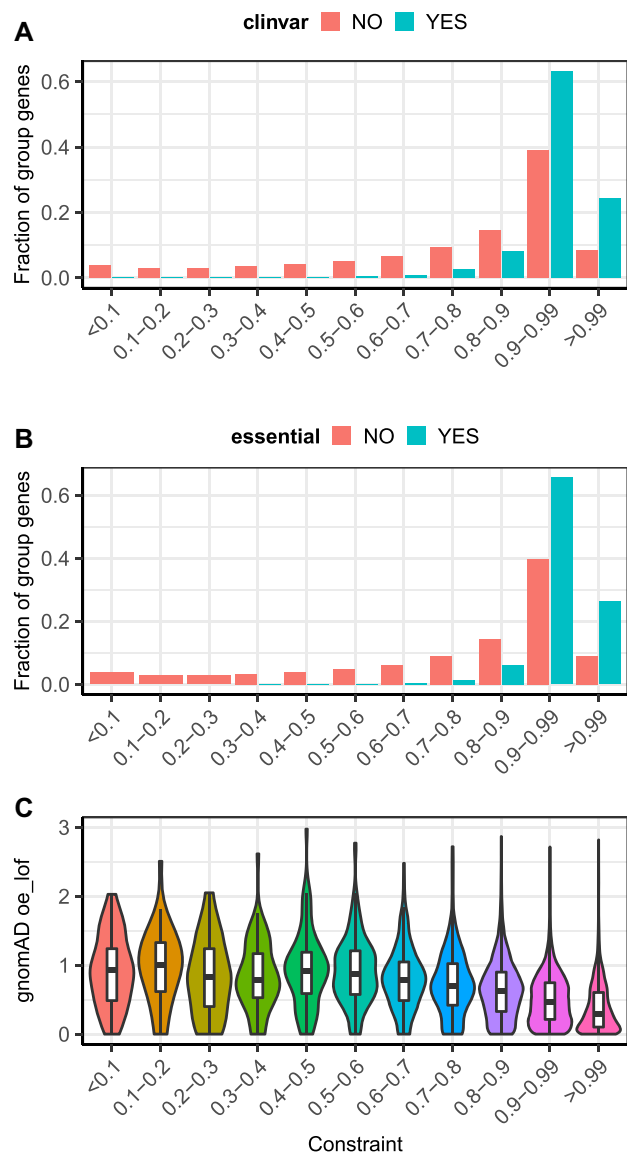 A
clinvar NO YES
Fraction of group genes
0.6
0.4
0.2
0.0
<0.1 0.1−0.2 0.2−0.3 0.3−0.4 0.4−0.5 0.5−0.6 0.6−0.7 0.7−0.8 0.8−0.9 0.9−0.99 >0.99
B
essential NO YES
Fraction of group genes
0.6
0.4
0.2
0.0
<0.1 0.1−0.2 0.2−0.3 0.3−0.4 0.4−0.5 0.5−0.6 0.6−0.7 0.7−0.8 0.8−0.9 0.9−0.99 >0.99
C
gnomAD oe_lof
3
2
1
0
<0.1 0.1−0.2 0.2−0.3 0.3−0.4 0.4−0.5 0.5−0.6 0.6−0.7 0.7−0.8 0.8−0.9 0.9−0.99 >0.99
Constraint